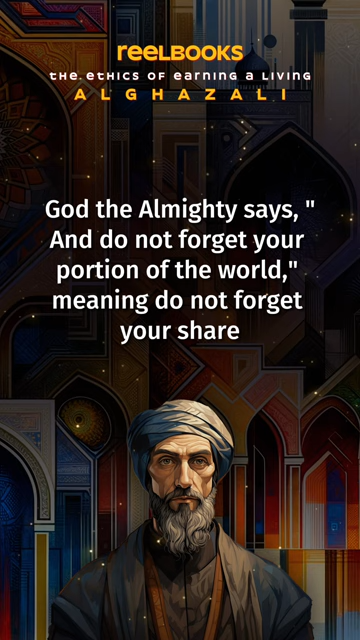 reelBOOKS
the ethics of earning a living
ALGHAZALI
God the Almighty says, "
And do not forget your
portion of the world,"
meaning do not forget
your share